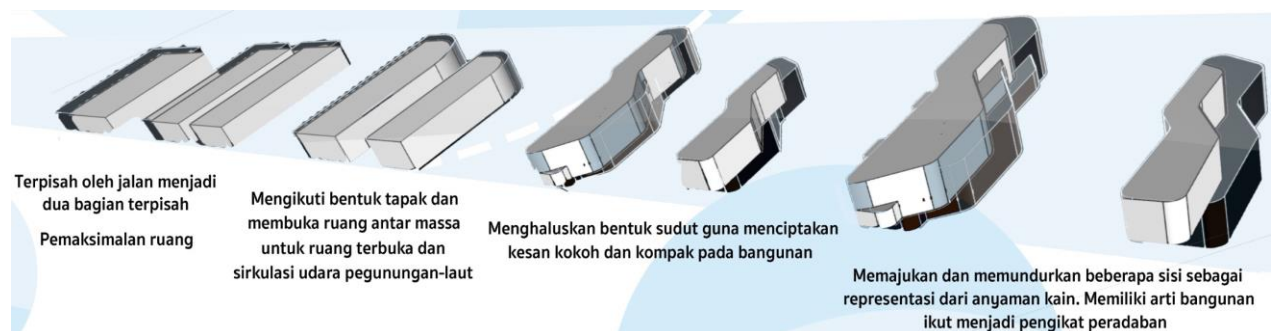 Terpisah oleh jalan menjadi
dua bagian terpisah
Pemaksimalan ruang
Mengikuti bentuk tapak dan
membuka ruang antar massa
untuk ruang terbuka dan
sirkulasi udara pegunungan-laut
Menghaluskan bentuk sudut guna menciptakan
kesan kokoh dan kompak pada bangunan
Memajukan dan memundurkan beberapa sisi sebagai
representasi dari anyaman kain. Memiliki arti bangunan
ikut menjadi pengikat peradaban